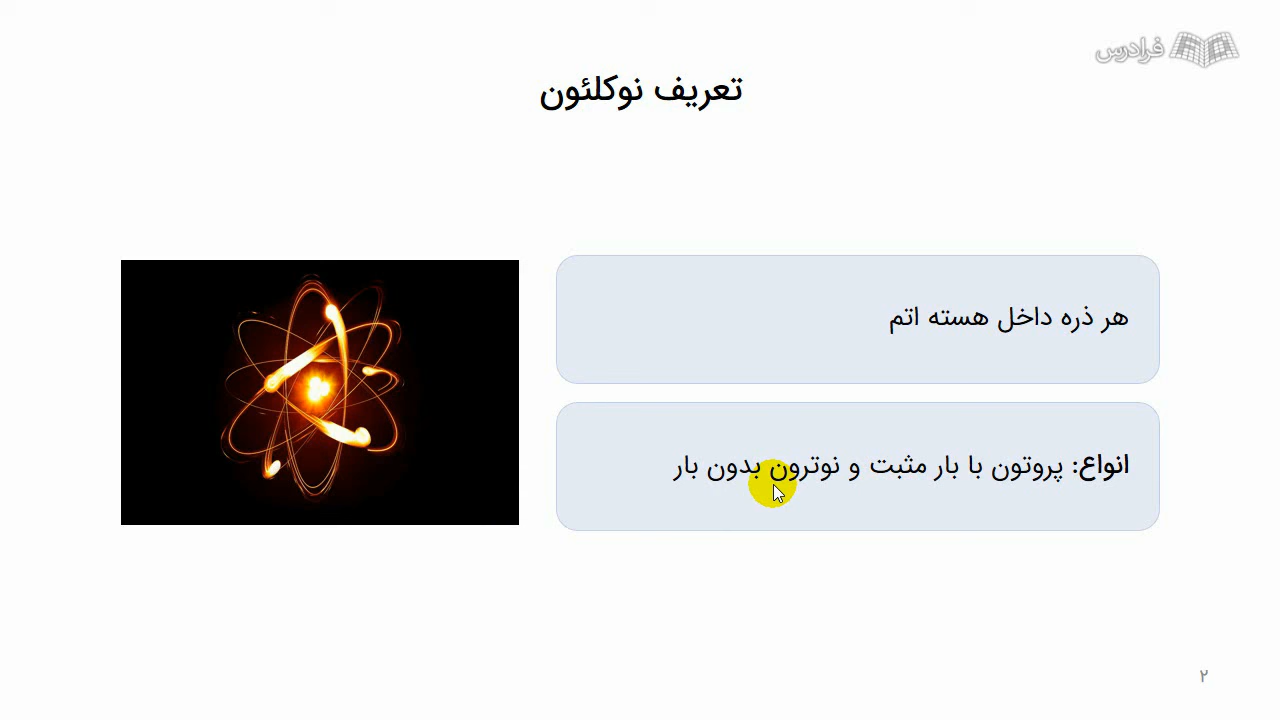 فرادرس
تعریف نوکلئون
هر ذره داخل هسته اتم
انواع: پروتون با بار مثبت و نوترون بدون بار
۲